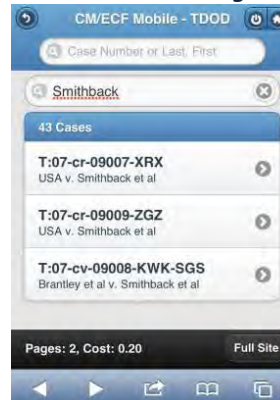 CM/ECF Mobile - TDOD
Case Number or Last, First
Smithback
43 Cases
T:07-cr-09007-XRX
USA v. Smithback et al
T:07-cr-09009-ZGZ
USA v. Smithback et al
T:07-cv-09008-KWK-SGS
Brantley et al v. Smithback et al
Pages: 2, Cost: 0.20 Full Site